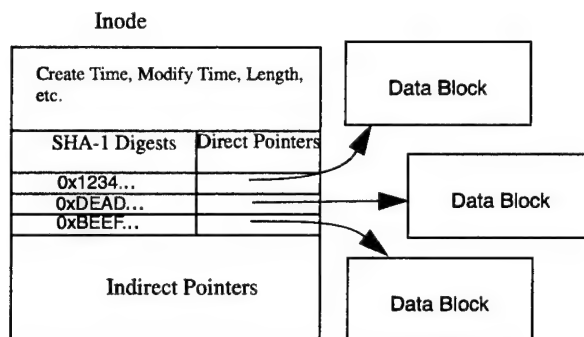 Inode
Create Time, Modify Time, Length,
etc.
SHA-1 Digests
Direct Pointers
0x1234...
0xDEAD...
0xBEEF...
Indirect Pointers
Data Block
Data Block
Data Block